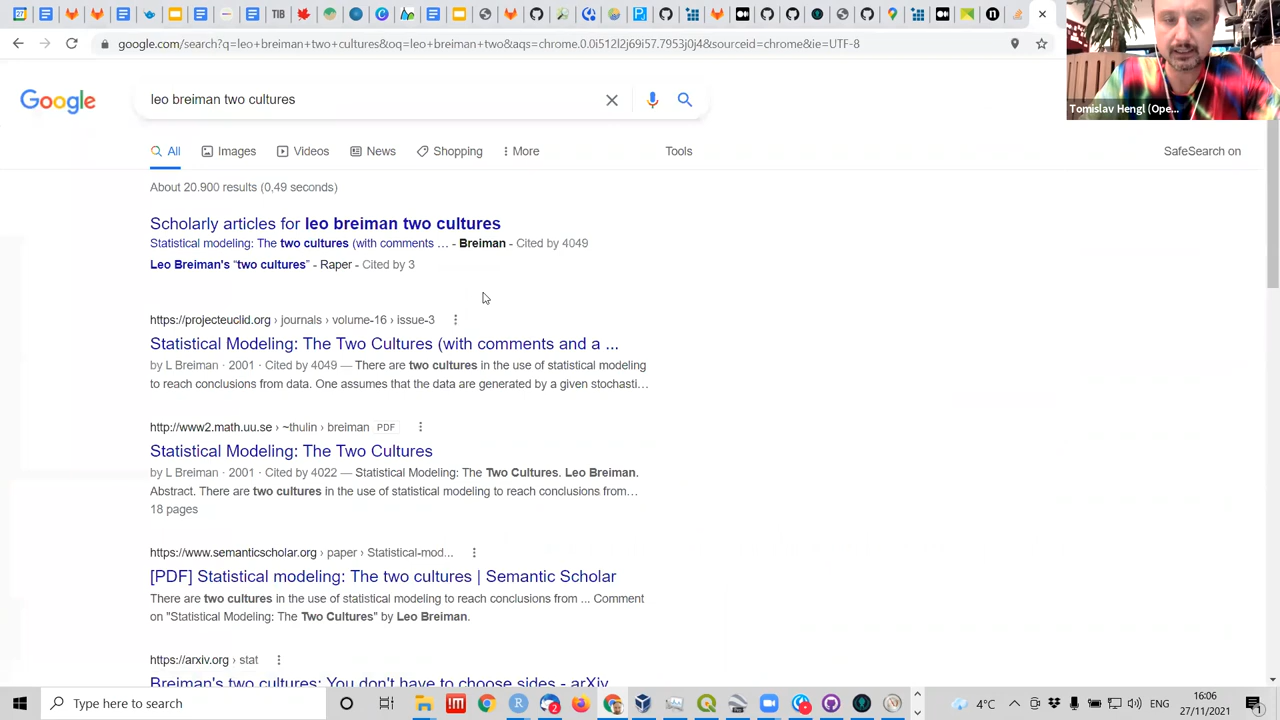 google.com/search?q=leo+breiman+two+cultures&oq=leo+breiman+two&aqs=chrome.0.0i512l2j69i57.7953j0j4&sourceid=chrome&ie=UTF-8
Tomislav Hengl (Ope...
Google
leo breiman two cultures
All
Images
Videos
News
Shopping
More
Tools
SafeSearch on
About 20.900 results (0,49 seconds)
Scholarly articles for leo breiman two cultures
Statistical modeling: The two cultures (with comments … - Breiman - Cited by 4049
Leo Breiman's “two cultures” - Raper - Cited by 3
https://projecteuclid.org › journals › volume-16 › issue-3
Statistical Modeling: The Two Cultures (with comments and a ...
by L Breiman · 2001 · Cited by 4049 — There are two cultures in the use of statistical modeling
to reach conclusions from data. One assumes that the data are generated by a given stochasti…
http://www2.math.uu.se › ~thulin › breiman PDF
Statistical Modeling: The Two Cultures
by L Breiman · 2001 · Cited by 4022 — Statistical Modeling: The Two Cultures. Leo Breiman.
Abstract. There are two cultures in the use of statistical modeling to reach conclusions from…
18 pages
https://www.semanticscholar.org › paper › Statistical-mod...
[PDF] Statistical modeling: The two cultures | Semantic Scholar
There are two cultures in the use of statistical modeling to reach conclusions from ... Comment
on "Statistical Modeling: The Two Cultures" by Leo Breiman.
https://arxiv.org › stat
Breiman's two cultures: You don't have to choose sides - arXiv
Type here to search
4°C
ENG
16:06
27/11/2021